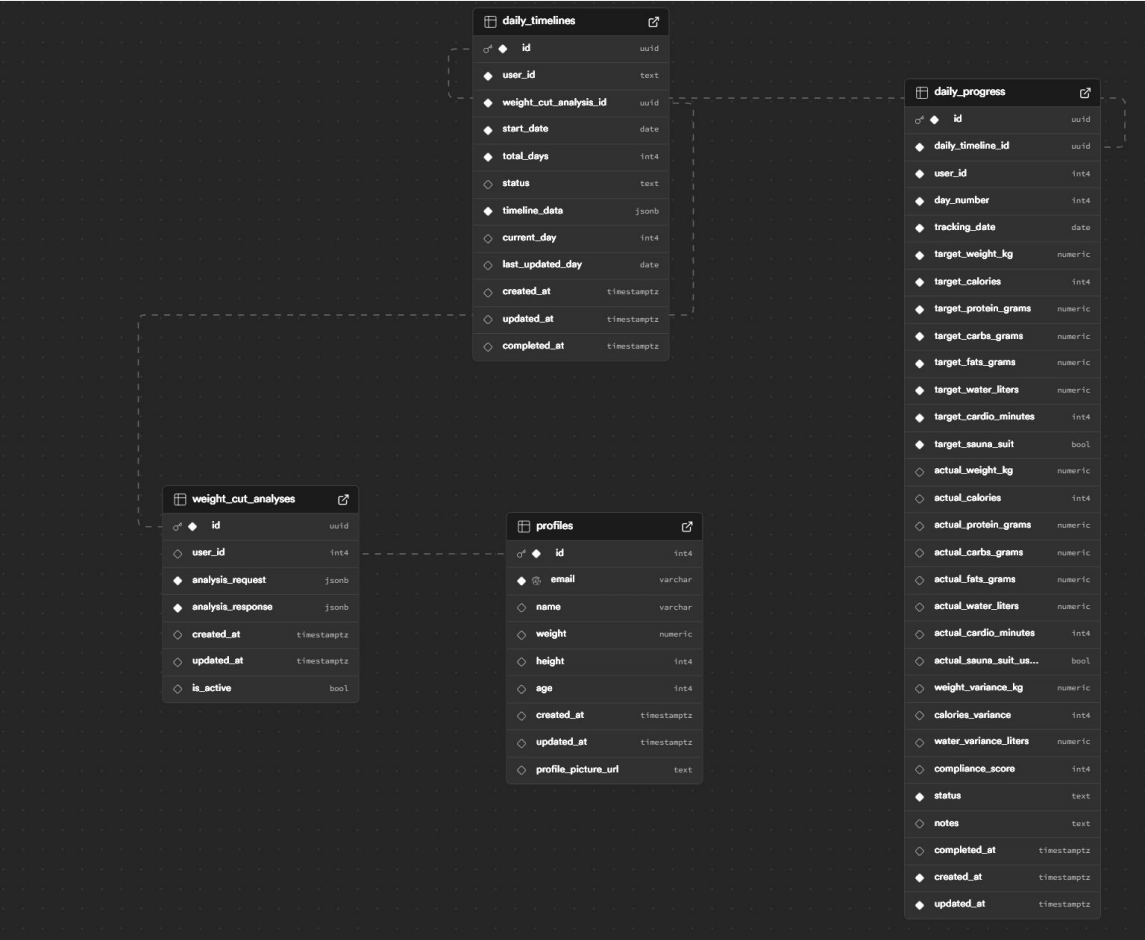 daily_timelines
id uuid
user_id text
weight_cut_analysis_id uuid
start_date date
total_days int4
status text
timeline_data jsonb
current_day int4
last_updated_day date
created_at timestamptz
updated_at timestamptz
completed_at timestamptz
daily_progress
id uuid
daily_timeline_id uuid
user_id int4
day_number int4
tracking_date date
target_weight_kg numeric
target_calories int4
target_protein_grams numeric
target_carbs_grams numeric
target_fats_grams numeric
target_water_liters numeric
target_cardio_minutes int4
target_sauna_suit bool
actual_weight_kg numeric
actual_calories int4
actual_protein_grams numeric
actual_carbs_grams numeric
actual_fats_grams numeric
actual_water_liters numeric
actual_cardio_minutes int4
actual_sauna_suit_us... bool
weight_variance_kg numeric
calories_variance int4
water_variance_liters numeric
compliance_score int4
status text
notes text
completed_at timestamptz
created_at timestamptz
updated_at timestamptz
weight_cut_analyses
id uuid
user_id int4
analysis_request jsonb
analysis_response jsonb
created_at timestamptz
updated_at timestamptz
is_active bool
profiles
id int4
email varchar
name varchar
weight numeric
height int4
age int4
created_at timestamptz
updated_at timestamptz
profile_picture_url text